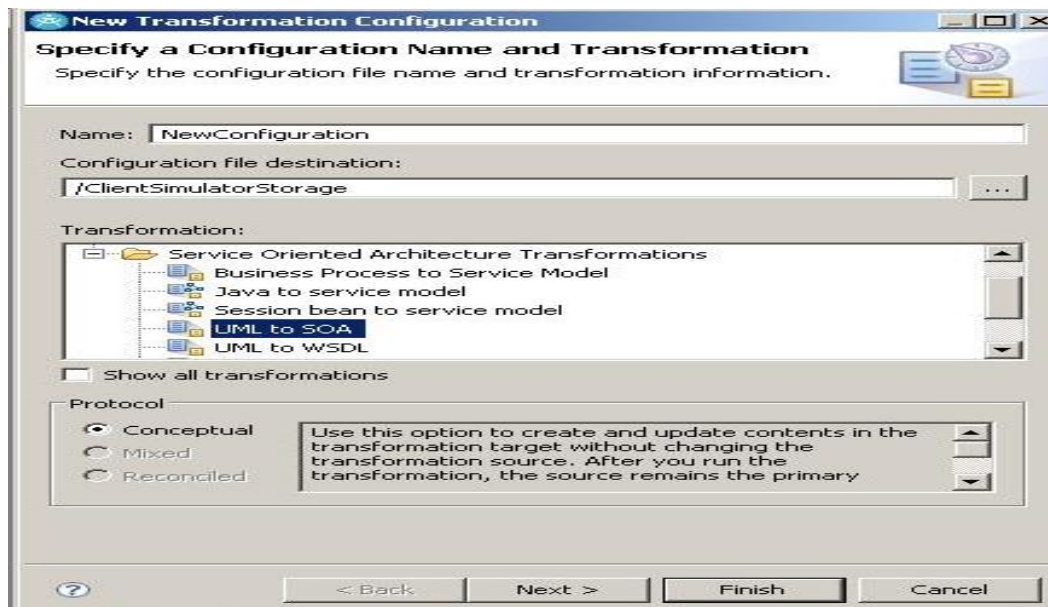 New Transformation Configuration
Specify a Configuration Name and Transformation
Specify the configuration file name and transformation information.
Name: NewConfiguration
Configuration file destination:
/ClientSimulatorStorage
...
Transformation:
Service Oriented Architecture Transformations
Business Process to Service Model
Java to service model
Session bean to service model
UML to SOA
UML to WSDL
Show all transformations
Protocol
Conceptual
Mixed
Reconciled
Use this option to create and update contents in the
transformation target without changing the
transformation source. After you run the
transformation, the source remains the primary
?
< Back
Next >
Finish
Cancel